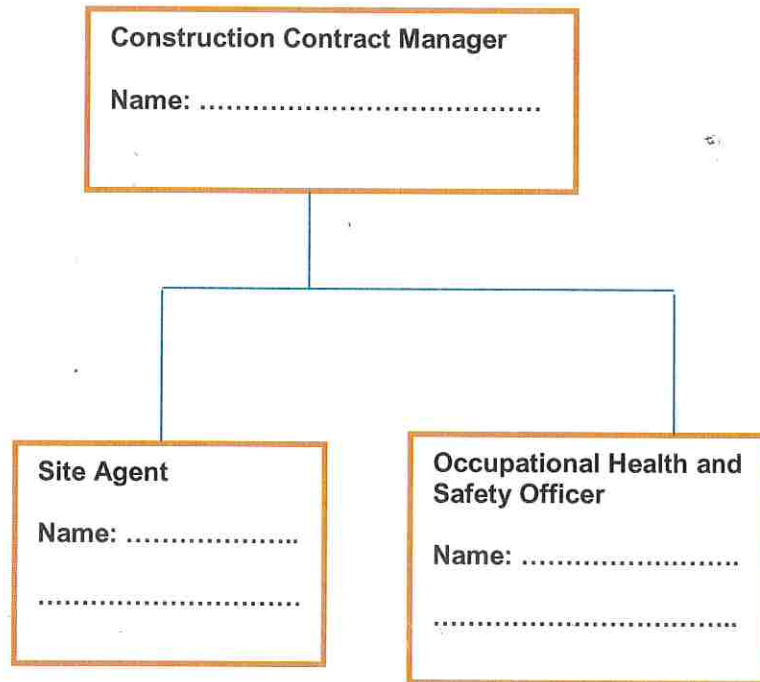 Construction Contract Manager
Name: ......................................
Site Agent
Name: ....................
..............................
Occupational Health and
Safety Officer
Name: ........................
..................................